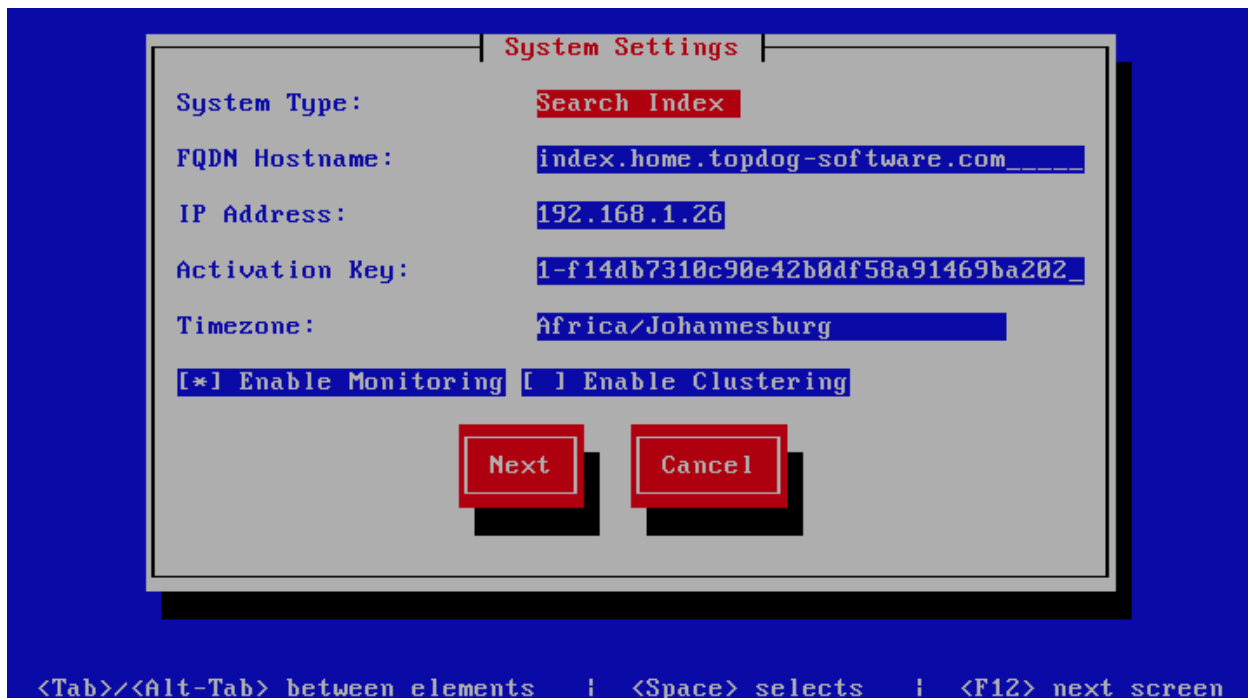 System Settings
System Type: Search Index
FQDN Hostname: index.home.topdog-software.com_____
IP Address: 192.168.1.26
Activation Key: 1-f14db7310c90e42b0df58a91469ba202_
Timezone: Africa/Johannesburg
[*] Enable Monitoring [ ] Enable Clustering
Next Cancel
<Tab>/<Alt-Tab> between elements | <Space> selects | <F12> next screen